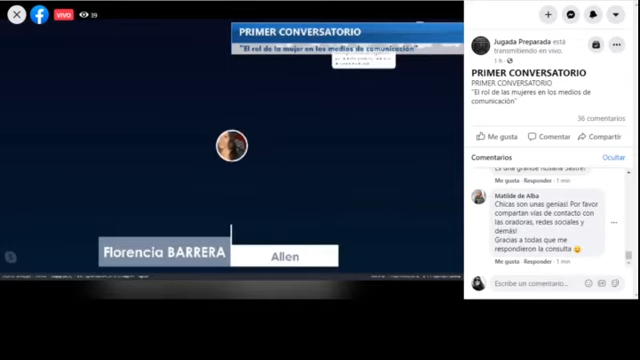 VIVO
39
PRIMER CONVERSATORIO
"El rol de la mujer en los medios de comunicación"
Florencia BARRERA
Allen
Jugada Preparada está
transmitiendo en vivo.
1 h
PRIMER CONVERSATORIO
PRIMER CONVERSATORIO
"El rol de las mujeres en los medios de
comunicación"
36 comentarios
Me gusta
Comentar
Compartir
Comentarios
Ocultar
Me gusta · Responder · 1 min
Matilde de Alba
Chicas son unas genias! Por favor
compartan vías de contacto con
las oradoras, redes sociales y
demás!
Gracias a todas que me
respondieron la consulta
Me gusta · Responder · 1 min
Escribe un comentario...